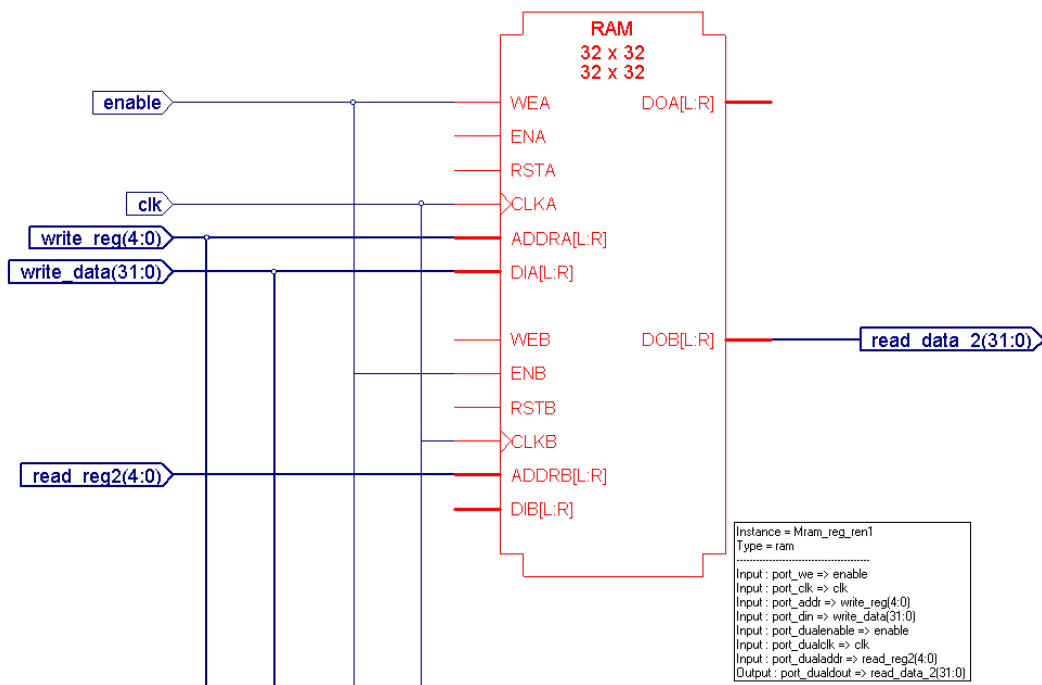 RAM
32 x 32
32 x 32
enable
WEA
DOA[L:R]
ENA
RSTA
clk
CLKA
write_reg(4:0)
ADDRA[L:R]
write_data(31:0)
DIA[L:R]
WEB
DOB[L:R]
read_data_2(31:0)
ENB
RSTB
CLKB
read_reg2(4:0)
ADDRB[L:R]
DIB[L:R]
Instance = Mram_reg_ren1
Type = ram
----------------------------------------
Input : port_we => enable
Input : port_clk => clk
Input : port_addr => write_reg(4:0)
Input : port_din => write_data(31:0)
Input : port_dualenable => enable
Input : port_dualclk => clk
Input : port_dualaddr => read_reg2(4:0)
Output : port_dualdout => read_data_2(31:0)